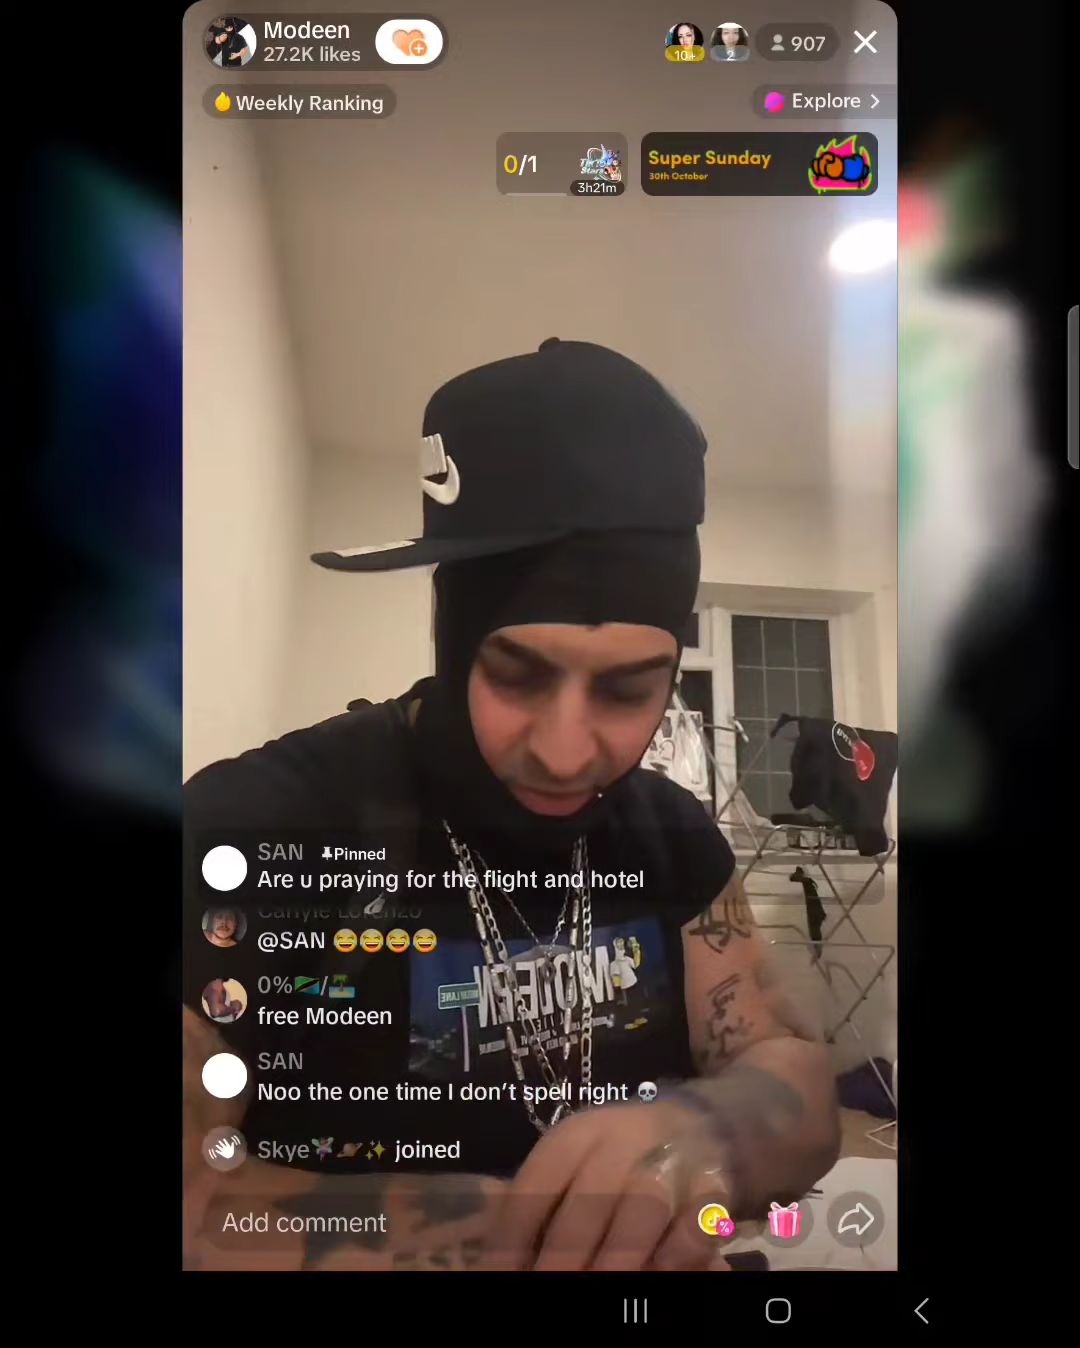 Modeen
27.2K likes
10+
2
907
Weekly Ranking
Explore
0/1
3h21m
Super Sunday
30th October
SAN Pinned
Are u praying for the flight and hotel
@SAN 😂😂😂😂
0%🇹🇿/🏝️
free Modeen
SAN
Noo the one time I don't spell right 💀
Skye🧚🏽‍♀️🪐✨ joined
Add comment